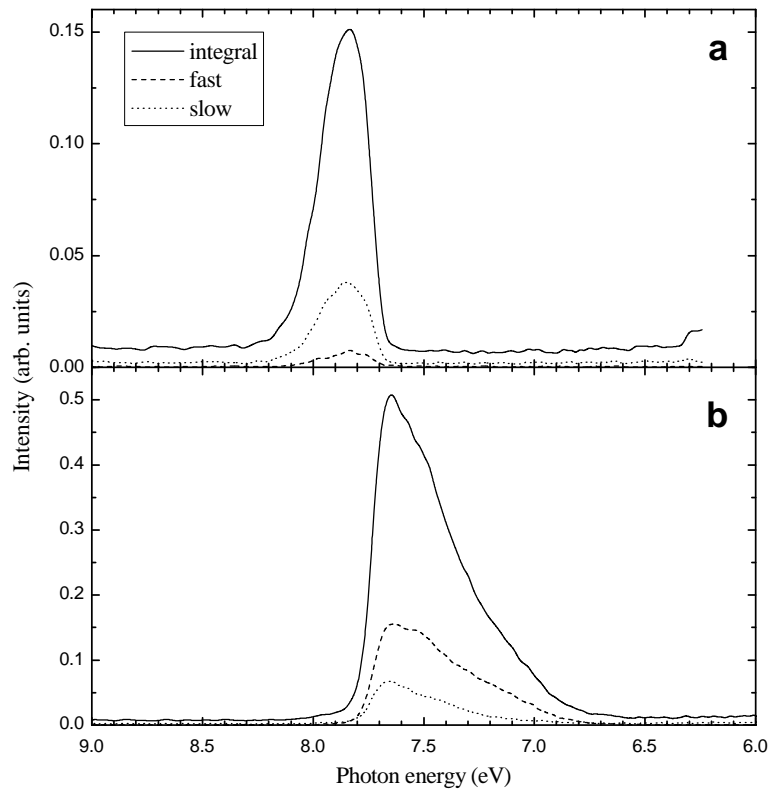 a
integral
fast
slow
0.15
0.10
0.05
0.00
Intensity (arb. units)
b
0.5
0.4
0.3
0.2
0.1
0.0
9.0 8.5 8.0 7.5 7.0 6.5 6.0
Photon energy (eV)